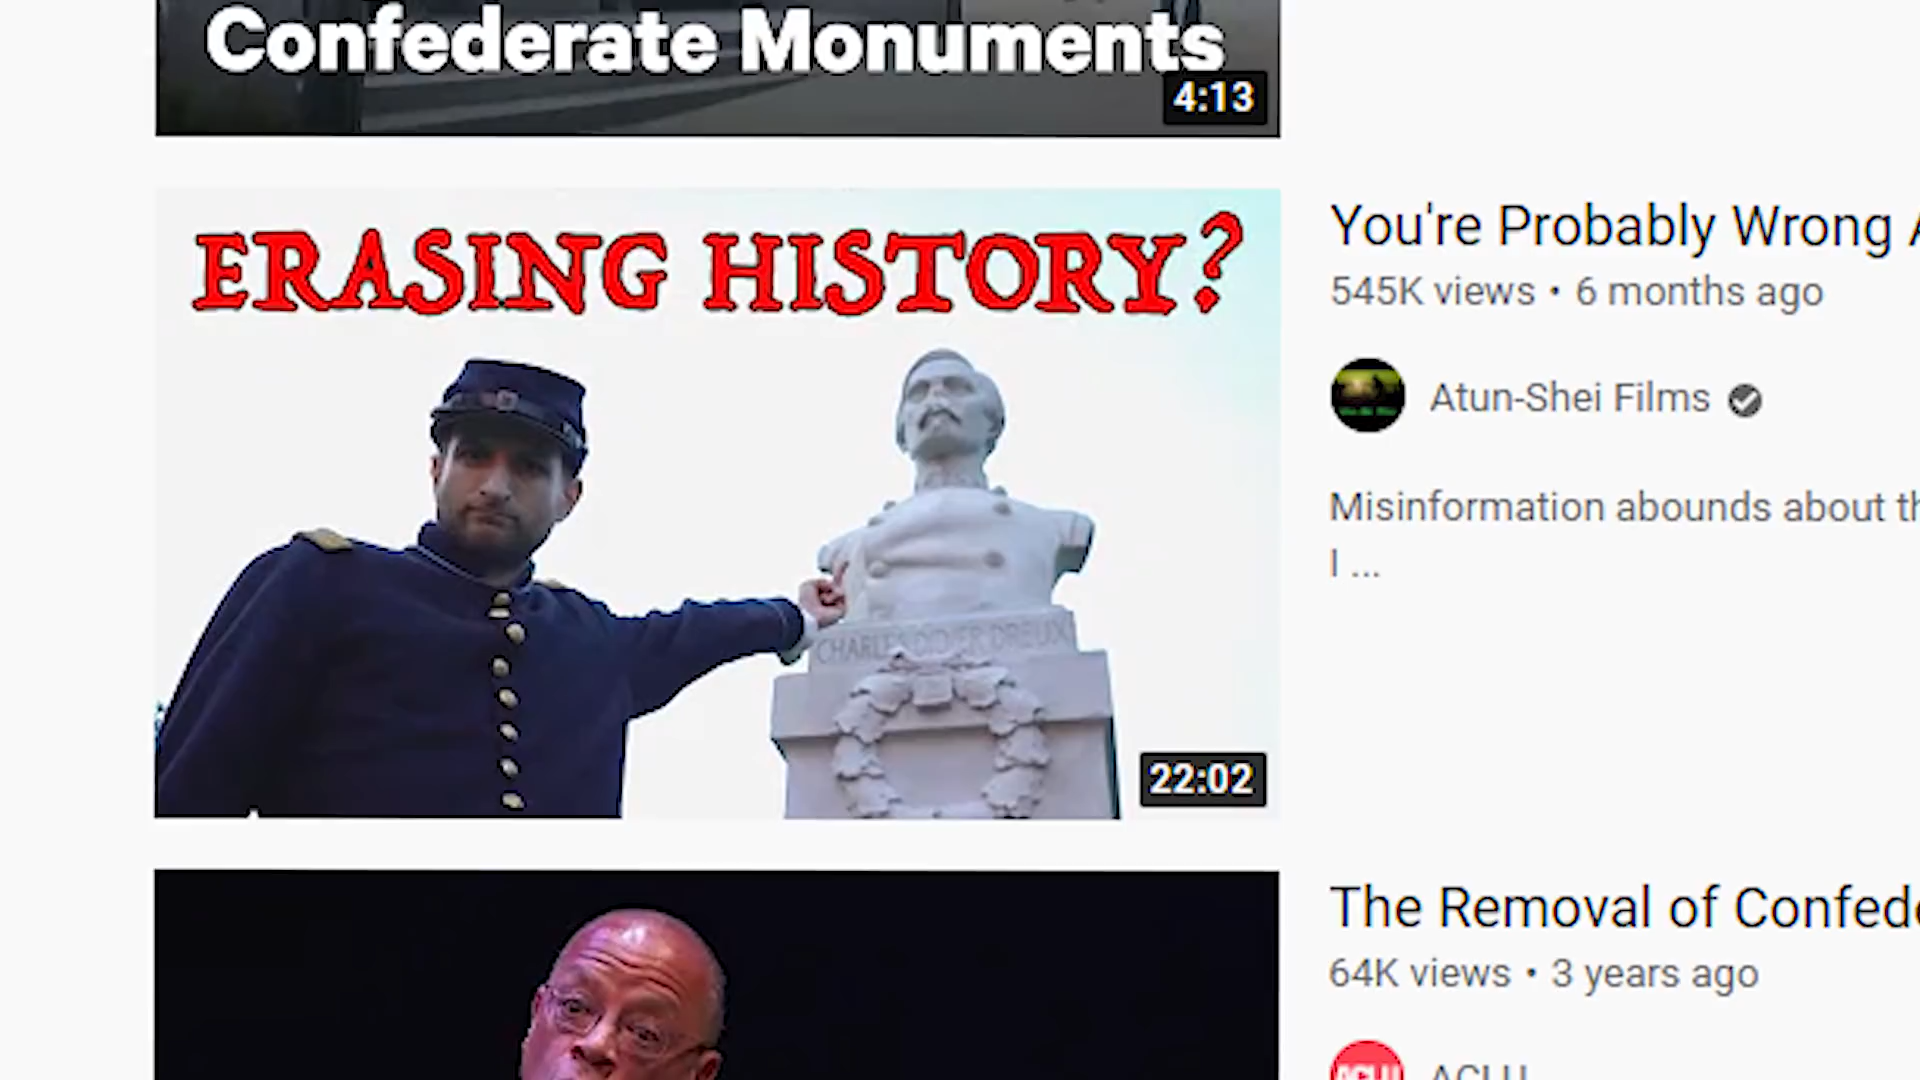 Confederate Monuments
4:13
ERASING HISTORY?
You're Probably Wrong
545K views • 6 months ago
Atun-Shei Films
Misinformation abounds about
I ...
CHARLES DIDIER DREUX
22:02
The Removal of
64K views • 3 years ago
ACLU